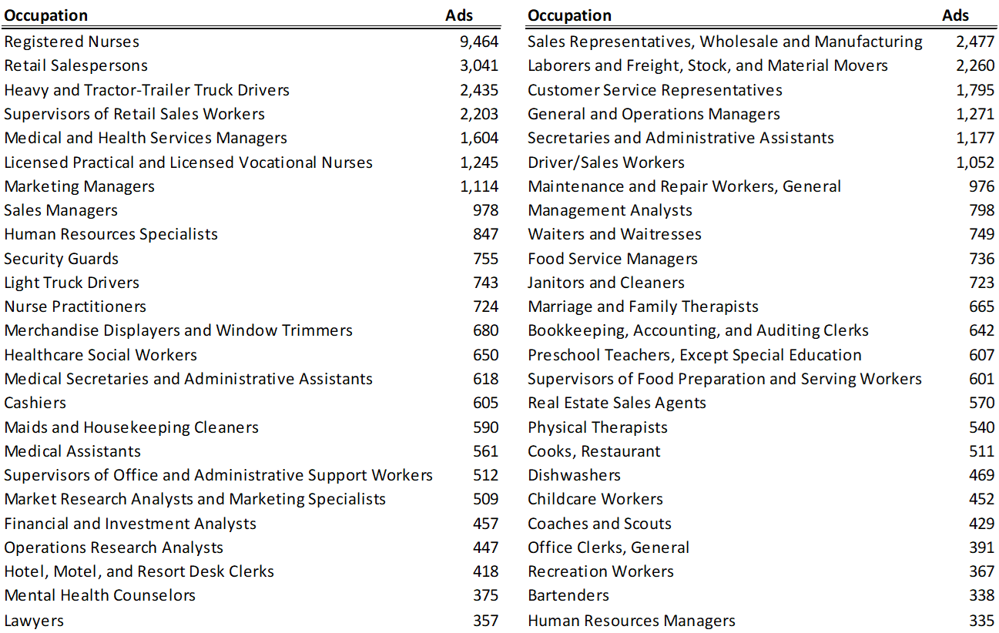 Occupation Ads Occupation Ads
Registered Nurses 9,464 Sales Representatives, Wholesale and Manufacturing 2,477
Retail Salespersons 3,041 Laborers and Freight, Stock, and Material Movers 2,260
Heavy and Tractor-Trailer Truck Drivers 2,435 Customer Service Representatives 1,795
Supervisors of Retail Sales Workers 2,203 General and Operations Managers 1,271
Medical and Health Services Managers 1,604 Secretaries and Administrative Assistants 1,177
Licensed Practical and Licensed Vocational Nurses 1,245 Driver/Sales Workers 1,052
Marketing Managers 1,114 Maintenance and Repair Workers, General 976
Sales Managers 978 Management Analysts 798
Human Resources Specialists 847 Waiters and Waitresses 749
Security Guards 755 Food Service Managers 736
Light Truck Drivers 743 Janitors and Cleaners 723
Nurse Practitioners 724 Marriage and Family Therapists 665
Merchandise Displayers and Window Trimmers 680 Bookkeeping, Accounting, and Auditing Clerks 642
Healthcare Social Workers 650 Preschool Teachers, Except Special Education 607
Medical Secretaries and Administrative Assistants 618 Supervisors of Food Preparation and Serving Workers 601
Cashiers 605 Real Estate Sales Agents 570
Maids and Housekeeping Cleaners 590 Physical Therapists 540
Medical Assistants 561 Cooks, Restaurant 511
Supervisors of Office and Administrative Support Workers 512 Dishwashers 469
Market Research Analysts and Marketing Specialists 509 Childcare Workers 452
Financial and Investment Analysts 457 Coaches and Scouts 429
Operations Research Analysts 447 Office Clerks, General 391
Hotel, Motel, and Resort Desk Clerks 418 Recreation Workers 367
Mental Health Counselors 375 Bartenders 338
Lawyers 357 Human Resources Managers 335